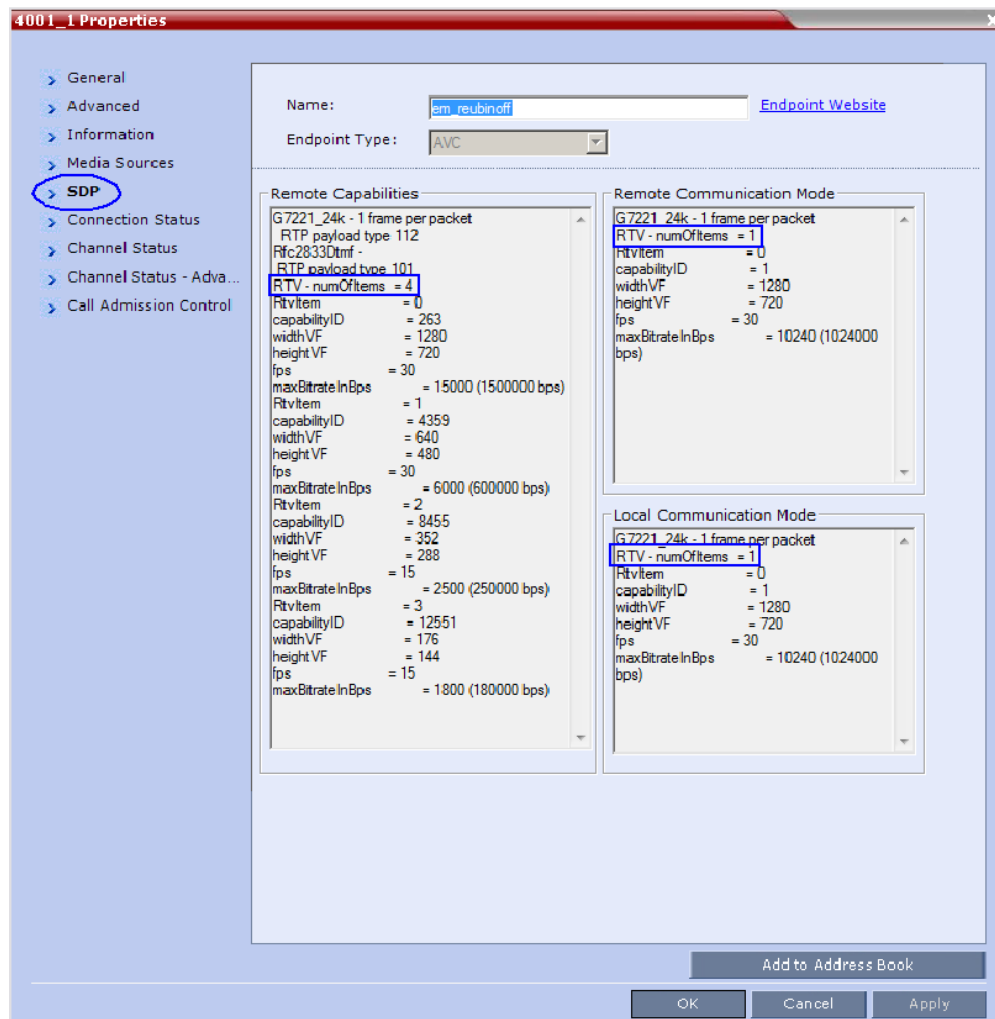 4001_1 Properties
General
Advanced
Information
Media Sources
SDP
Connection Status
Channel Status
Channel Status - Adva...
Call Admission Control
Name: em_reubinoff Endpoint Website
Endpoint Type: AVC
Remote Capabilities
G7221_24k - 1 frame per packet
RTP payload type 112
Rfc2833Dtmf -
RTP payload type 101
RTV - numOfItems = 4
RtvItem = 0
capabilityID = 263
widthVF = 1280
heightVF = 720
fps = 30
maxBitrateInBps = 15000 (1500000 bps)
RtvItem = 1
capabilityID = 4359
widthVF = 640
heightVF = 480
fps = 30
maxBitrateInBps = 6000 (600000 bps)
RtvItem = 2
capabilityID = 8455
widthVF = 352
heightVF = 288
fps = 15
maxBitrateInBps = 2500 (250000 bps)
RtvItem = 3
capabilityID = 12551
widthVF = 176
heightVF = 144
fps = 15
maxBitrateInBps = 1800 (180000 bps)
Remote Communication Mode
G7221_24k - 1 frame per packet
RTV - numOfItems = 1
RtvItem = 0
capabilityID = 1
widthVF = 1280
heightVF = 720
fps = 30
maxBitrateInBps = 10240 (1024000
bps)
Local Communication Mode
G7221_24k - 1 frame per packet
RTV - numOfItems = 1
RtvItem = 0
capabilityID = 1
widthVF = 1280
heightVF = 720
fps = 30
maxBitrateInBps = 10240 (1024000
bps)
Add to Address Book
OK Cancel Apply